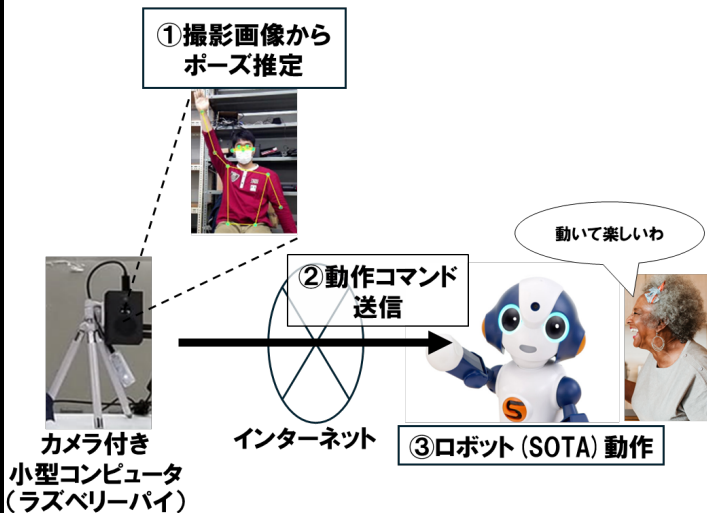 ①撮影画像から
ポーズ推定
動いて楽しいわ
②動作コマンド
送信
S
カメラ付き
小型コンピュータ
（ラズベリーパイ）
インターネット
③ロボット（SOTA）動作